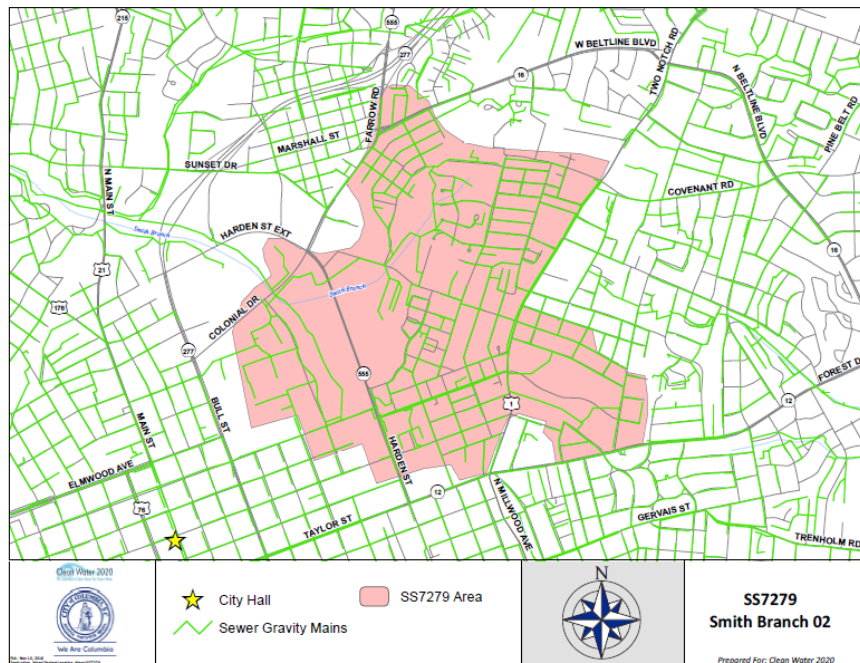 215
555
277
W BELTLINE BLVD
TWO NOTCH RD
16
N BELTLINE BLVD
PINE BELT RD
FARROW RD
MARSHALL ST
SUNSET DR
COVENANT RD
N MAIN ST
Smith Branch
HARDEN ST EXT
16
21
176
Smith Branch
COLONIAL DR
277
555
FOREST D
12
1
MAIN ST
BULL ST
HARDEN ST
ELMWOOD AVE
12
76
TAYLOR ST
N MILLWOOD AVE
GERVAIS ST
TRENHOLM RD
Clean Water 2020
CITY OF COLUMBIA, S.C.
We Are Columbia
City Hall
Sewer Gravity Mains
SS7279 Area
N
SS7279
Smith Branch 02
Prepared For: Clean Water 2020